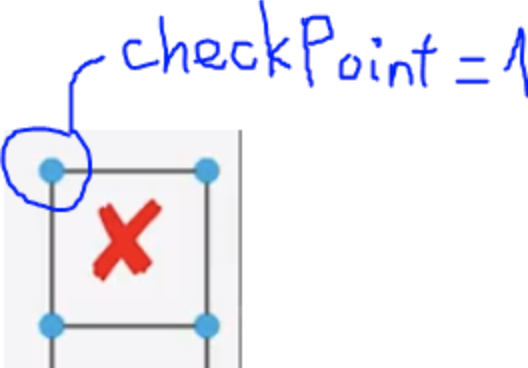 checkPoint = 1